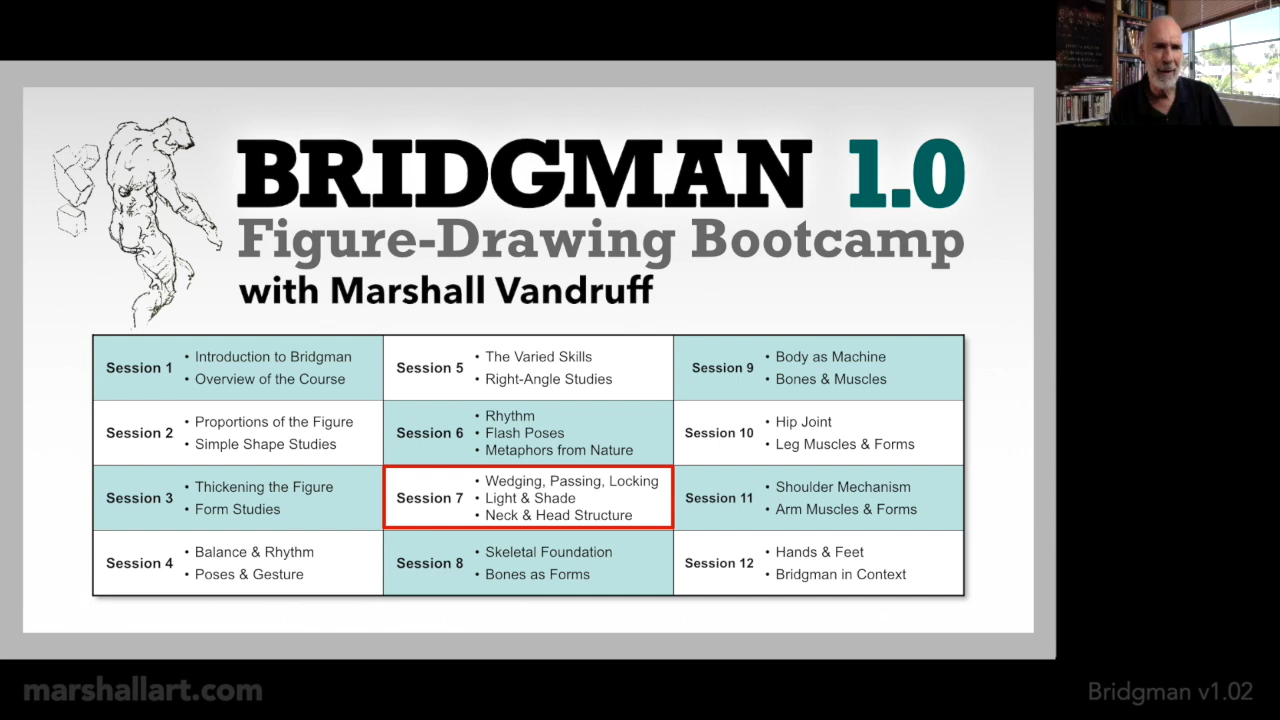 BRIDGMAN 1.0
Figure-Drawing Bootcamp
with Marshall Vandruff
Session 1
• Introduction to Bridgman
• Overview of the Course
Session 2
• Proportions of the Figure
• Simple Shape Studies
Session 3
• Thickening the Figure
• Form Studies
Session 4
• Balance & Rhythm
• Poses & Gesture
Session 5
• The Varied Skills
• Right-Angle Studies
Session 6
• Rhythm
• Flash Poses
• Metaphors from Nature
Session 7
• Wedging, Passing, Locking
• Light & Shade
• Neck & Head Structure
Session 8
• Skeletal Foundation
• Bones as Forms
Session 9
• Body as Machine
• Bones & Muscles
Session 10
• Hip Joint
• Leg Muscles & Forms
Session 11
• Shoulder Mechanism
• Arm Muscles & Forms
Session 12
• Hands & Feet
• Bridgman in Context
marshallart.com
Bridgman v1.02